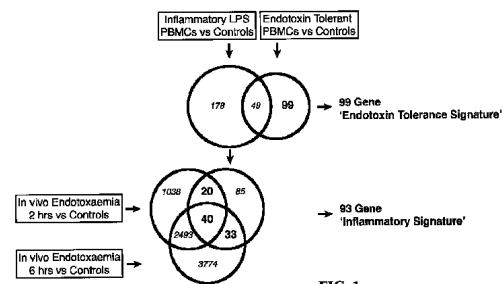 Inflammatory LPS
PBMCs vs Controls
Endotoxin Tolerant
PBMCs vs Controls
178
49
99
99 Gene
'Endotoxin Tolerance Signature'
1038
20
85
In vivo Endotoxaemia
2 hrs vs Controls
40
93 Gene
'Inflammatory Signature'
2493
33
In vivo Endotoxaemia
6 hrs vs Controls
3774